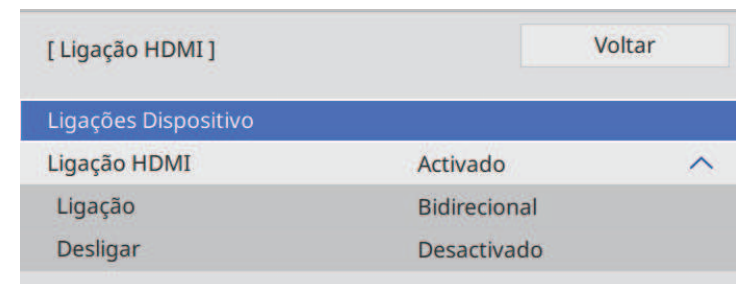 [ Ligação HDMI ] Voltar
Ligações Dispositivo
Ligação HDMI Activado
Ligação Bidirecional
Desligar Desactivado